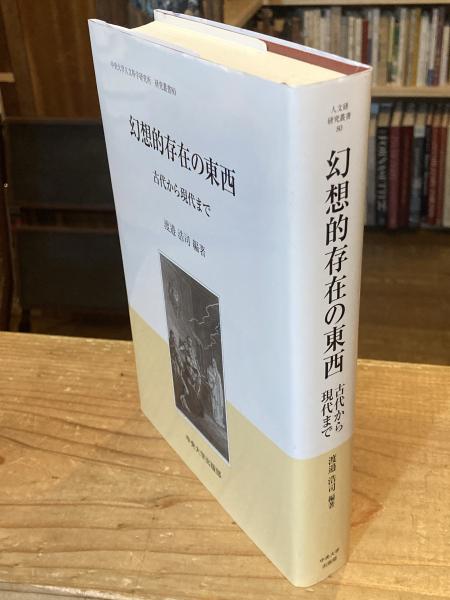 中央大学人文科学研究所 研究叢書80
幻想的存在の東西
古代から現代まで
渡邉 浩司 編著
中央大学出版部
人文研
研究叢書
80
幻想的存在の東西
古代から
現代まで
渡邉 浩司 編著
中央大学
出版部